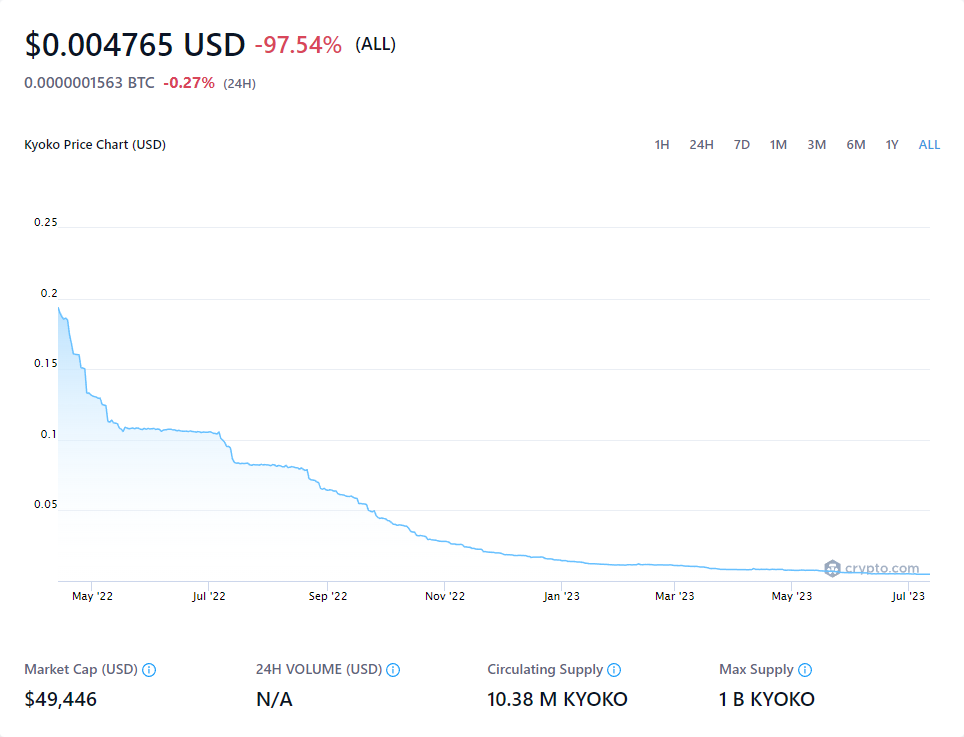 $0.004765 USD -97.54% (ALL)
0.0000001563 BTC -0.27% (24H)
Kyoko Price Chart (USD) 1H 24H 7D 1M 3M 6M 1Y ALL
0.25
0.2
0.15
0.1
0.05
crypto.com
May '22 Jul '22 Sep '22 Nov '22 Jan '23 Mar '23 May '23 Jul '23
Market Cap (USD) 24H VOLUME (USD) Circulating Supply Max Supply
$49,446 N/A 10.38 M KYOKO 1 B KYOKO